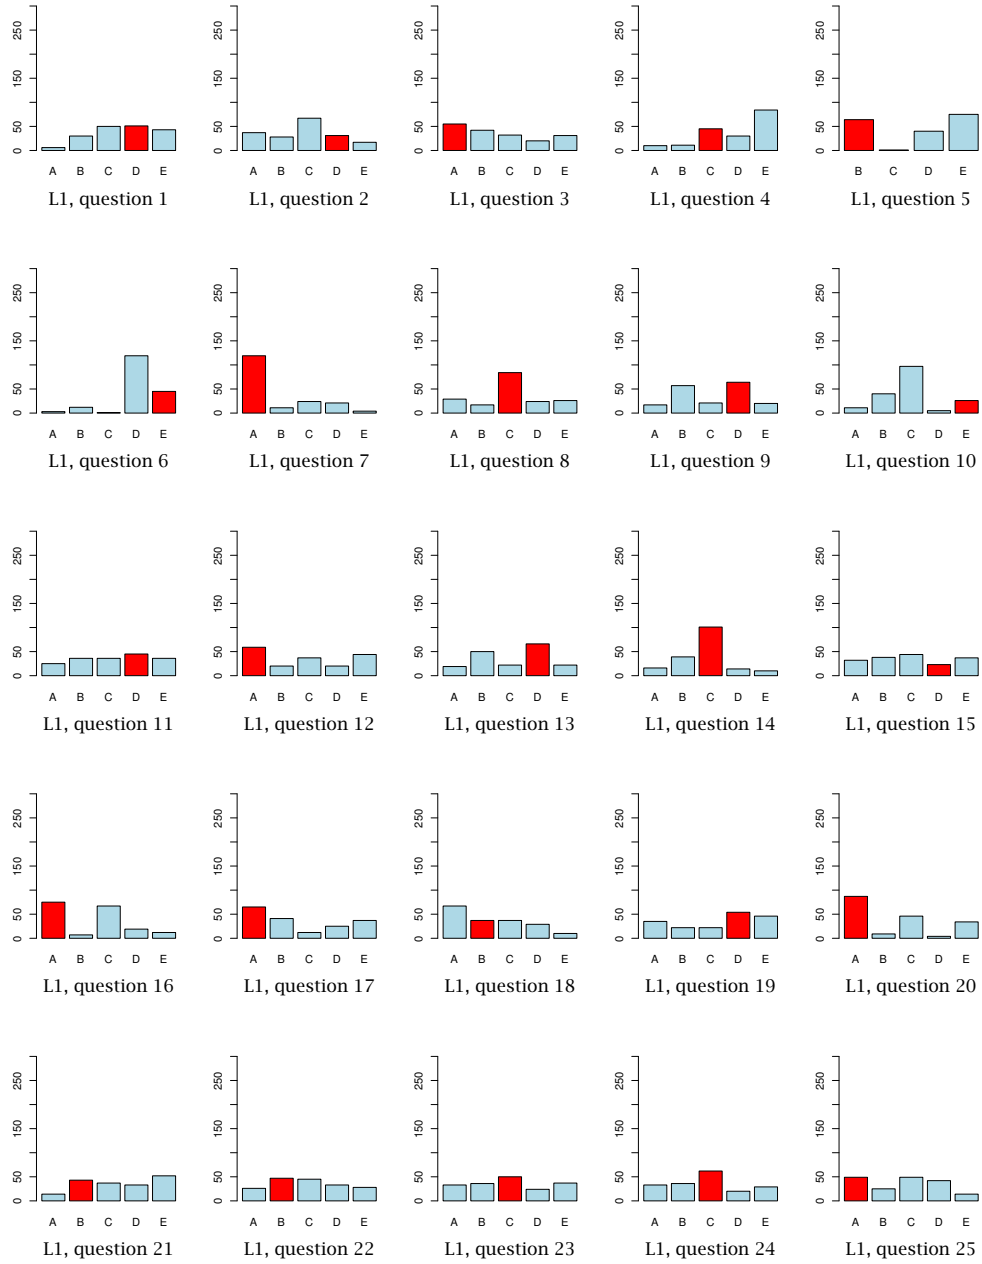 0 50 150 250
A B C D E
L1, question 1
0 50 150 250
A B C D E
L1, question 2
0 50 150 250
A B C D E
L1, question 3
0 50 150 250
A B C D E
L1, question 4
0 50 150 250
B C D E
L1, question 5
0 50 150 250
A B C D E
L1, question 6
0 50 150 250
A B C D E
L1, question 7
0 50 150 250
A B C D E
L1, question 8
0 50 150 250
A B C D E
L1, question 9
0 50 150 250
A B C D E
L1, question 10
0 50 150 250
A B C D E
L1, question 11
0 50 150 250
A B C D E
L1, question 12
0 50 150 250
A B C D E
L1, question 13
0 50 150 250
A B C D E
L1, question 14
0 50 150 250
A B C D E
L1, question 15
0 50 150 250
A B C D E
L1, question 16
0 50 150 250
A B C D E
L1, question 17
0 50 150 250
A B C D E
L1, question 18
0 50 150 250
A B C D E
L1, question 19
0 50 150 250
A B C D E
L1, question 20
0 50 150 250
A B C D E
L1, question 21
0 50 150 250
A B C D E
L1, question 22
0 50 150 250
A B C D E
L1, question 23
0 50 150 250
A B C D E
L1, question 24
0 50 150 250
A B C D E
L1, question 25